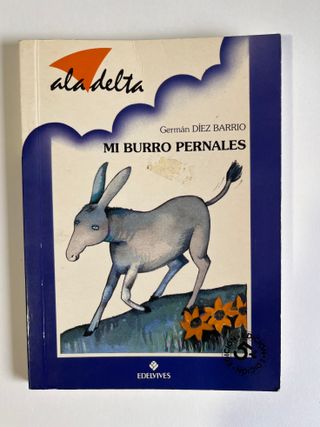 ala delta
Germán DÍEZ BARRIO
MI BURRO PERNALES
EDELVIVES